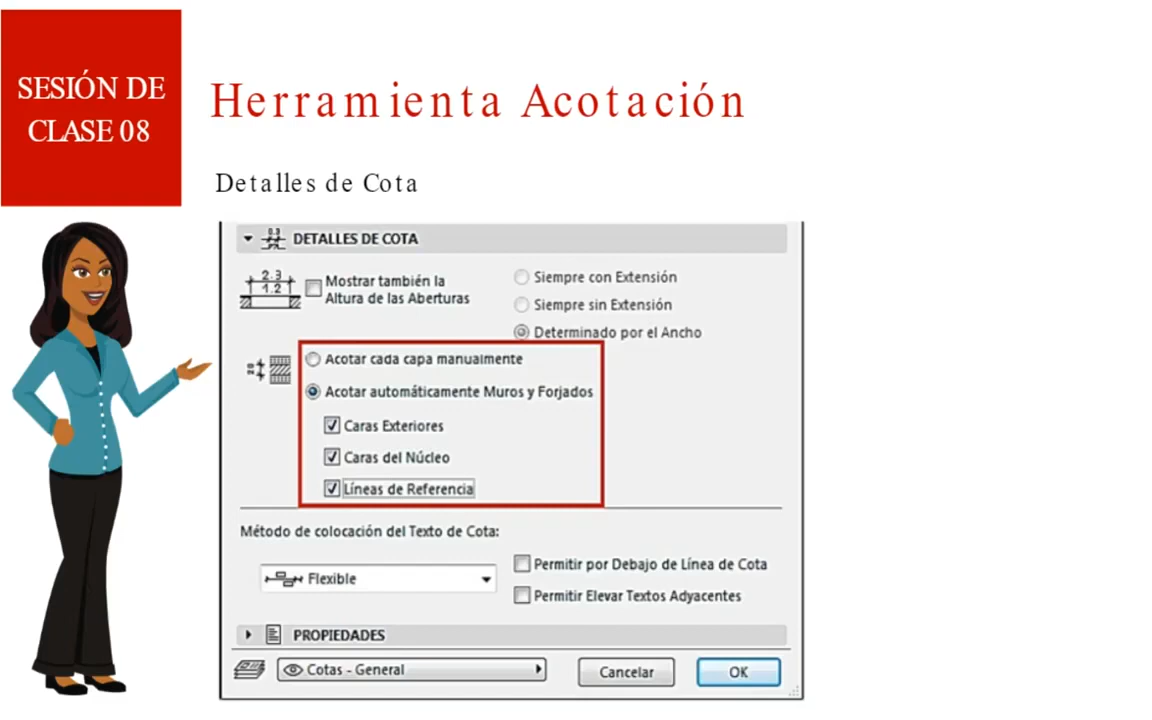 SESIÓN DE
CLASE 08
Herramienta Acotación
Detalles de Cota
0.3
DETALLES DE COTA
2.3
1.2
Mostrar también la
Altura de las Aberturas
Siempre con Extensión
Siempre sin Extensión
Determinado por el Ancho
Acotar cada capa manualmente
Acotar automáticamente Muros y Forjados
Caras Exteriores
Caras del Núcleo
Líneas de Referencia
Método de colocación del Texto de Cota:
Flexible
Permitir por Debajo de Línea de Cota
Permitir Elevar Textos Adyacentes
PROPIEDADES
Cotas - General
Cancelar
OK